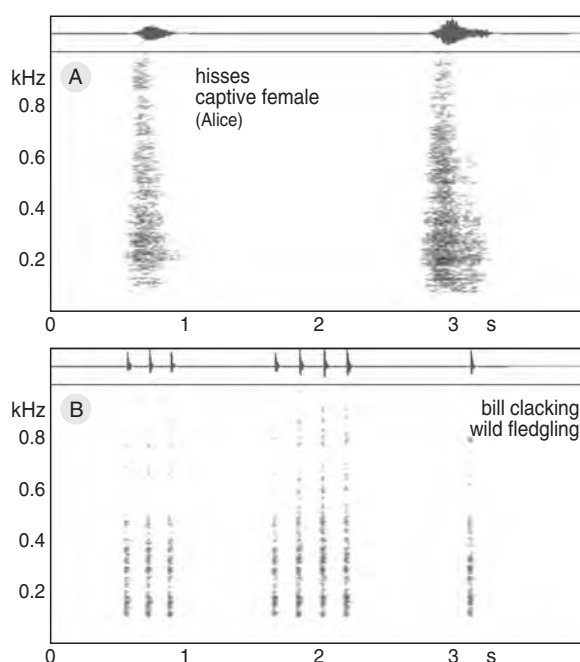 kHz
A
hisses
captive female
(Alice)
0.8
0.6
0.4
0.2
0 1 2 3 s
kHz
B
bill clacking
wild fledgling
0.8
0.6
0.4
0.2
0 1 2 3 s